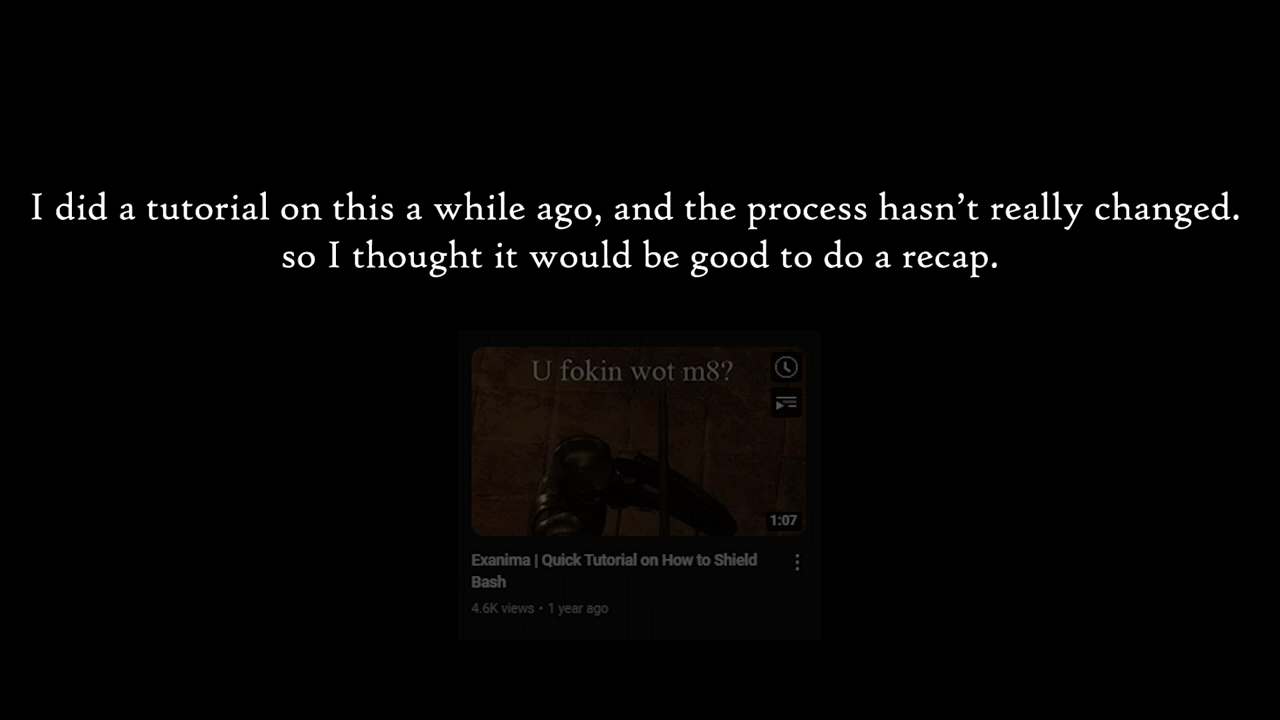 I did a tutorial on this a while ago, and the process hasn’t really changed.
so I thought it would be good to do a recap.
U fokin wot m8?
1:07
Exanima | Quick Tutorial on How to Shield
Bash
4.6K views • 1 year ago